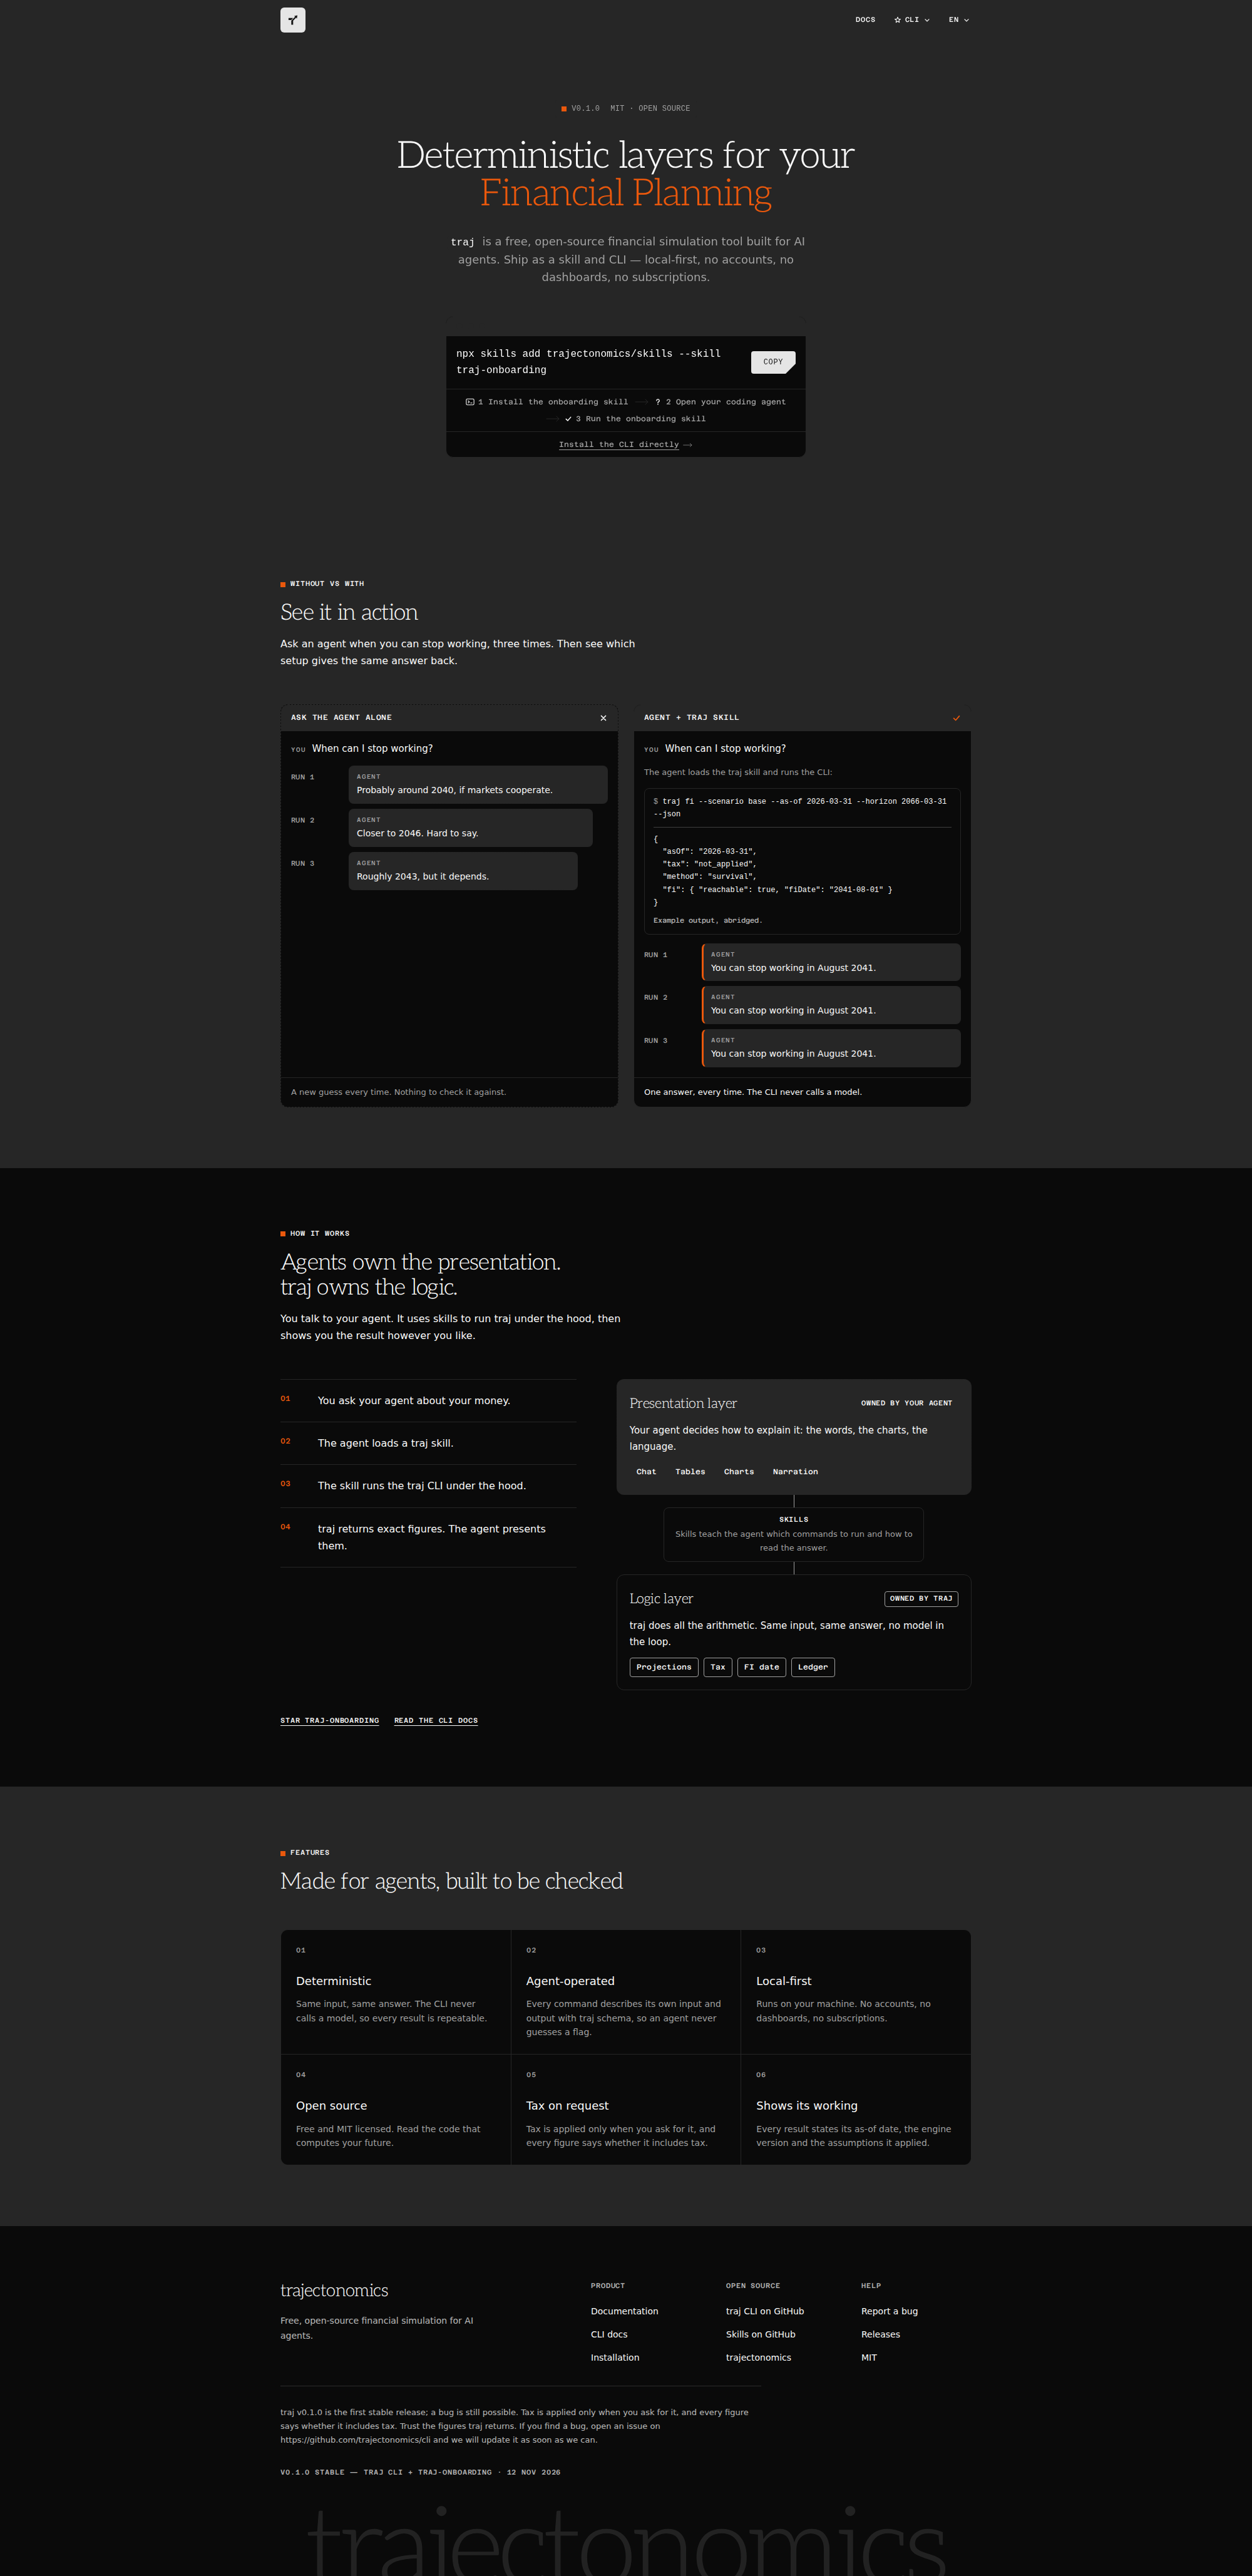 DOCS
CLI
EN
V0.1.0 MIT · OPEN SOURCE
Deterministic layers for your
Financial Planning
traj is a free, open-source financial simulation tool built for AI
agents. Ship as a skill and CLI — local-first, no accounts, no
dashboards, no subscriptions.
npx skills add trajectonomics/skills --skill
traj-onboarding
COPY
1 Install the onboarding skill ⟶ ? 2 Open your coding agent
⟶ ✓ 3 Run the onboarding skill
Install the CLI directly ⟶
WITHOUT VS WITH
See it in action
Ask an agent when you can stop working, three times. Then see which
setup gives the same answer back.
ASK THE AGENT ALONE
YOU When can I stop working?
RUN 1
AGENT
Probably around 2040, if markets cooperate.
RUN 2
AGENT
Closer to 2046. Hard to say.
RUN 3
AGENT
Roughly 2043, but it depends.
A new guess every time. Nothing to check it against.
AGENT + TRAJ SKILL
YOU When can I stop working?
The agent loads the traj skill and runs the CLI:
$ traj fi --scenario base --as-of 2026-03-31 --horizon 2066-03-31
--json
{
"asOf": "2026-03-31",
"tax": "not_applied",
"method": "survival",
"fi": { "reachable": true, "fiDate": "2041-08-01" }
}
Example output, abridged.
RUN 1
AGENT
You can stop working in August 2041.
RUN 2
AGENT
You can stop working in August 2041.
RUN 3
AGENT
You can stop working in August 2041.
One answer, every time. The CLI never calls a model.
HOW IT WORKS
Agents own the presentation.
traj owns the logic.
You talk to your agent. It uses skills to run traj under the hood, then
shows you the result however you like.
01 You ask your agent about your money.
02 The agent loads a traj skill.
03 The skill runs the traj CLI under the hood.
04 traj returns exact figures. The agent presents
them.
Presentation layer
OWNED BY YOUR AGENT
Your agent decides how to explain it: the words, the charts, the
language.
Chat Tables Charts Narration
SKILLS
Skills teach the agent which commands to run and how to
read the answer.
Logic layer
OWNED BY TRAJ
traj does all the arithmetic. Same input, same answer, no model in
the loop.
Projections Tax FI date Ledger
STAR TRAJ-ONBOARDING READ THE CLI DOCS
FEATURES
Made for agents, built to be checked
01
Deterministic
Same input, same answer. The CLI never
calls a model, so every result is repeatable.
02
Agent-operated
Every command describes its own input and
output with traj schema, so an agent never
guesses a flag.
03
Local-first
Runs on your machine. No accounts, no
dashboards, no subscriptions.
04
Open source
Free and MIT licensed. Read the code that
computes your future.
05
Tax on request
Tax is applied only when you ask for it, and
every figure says whether it includes tax.
06
Shows its working
Every result states its as-of date, the engine
version and the assumptions it applied.
trajectonomics
Free, open-source financial simulation for AI
agents.
PRODUCT
Documentation
CLI docs
Installation
OPEN SOURCE
traj CLI on GitHub
Skills on GitHub
trajectonomics
HELP
Report a bug
Releases
MIT
traj v0.1.0 is the first stable release; a bug is still possible. Tax is applied only when you ask for it, and every figure
says whether it includes tax. Trust the figures traj returns. If you find a bug, open an issue on
https://github.com/trajectonomics/cli and we will update it as soon as we can.
V0.1.0 STABLE — TRAJ CLI + TRAJ-ONBOARDING · 12 NOV 2026
trajectonomics